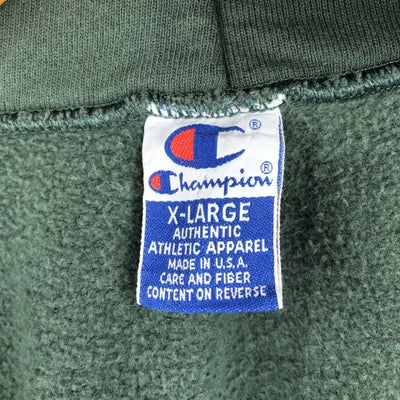 C ®
Champion ®
X-LARGE
AUTHENTIC
ATHLETIC APPAREL
MADE IN U.S.A.
CARE AND FIBER
CONTENT ON REVERSE